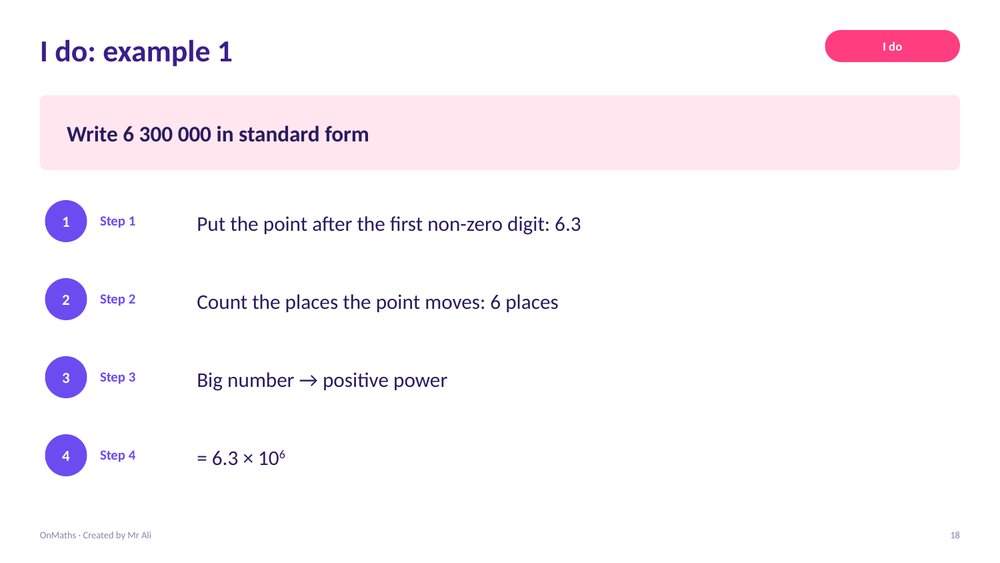 I do: example 1
I do
Write 6 300 000 in standard form
1 Step 1 Put the point after the first non-zero digit: 6.3
2 Step 2 Count the places the point moves: 6 places
3 Step 3 Big number → positive power
4 Step 4 = 6.3 × 10⁶
OnMaths · Created by Mr Ali 18